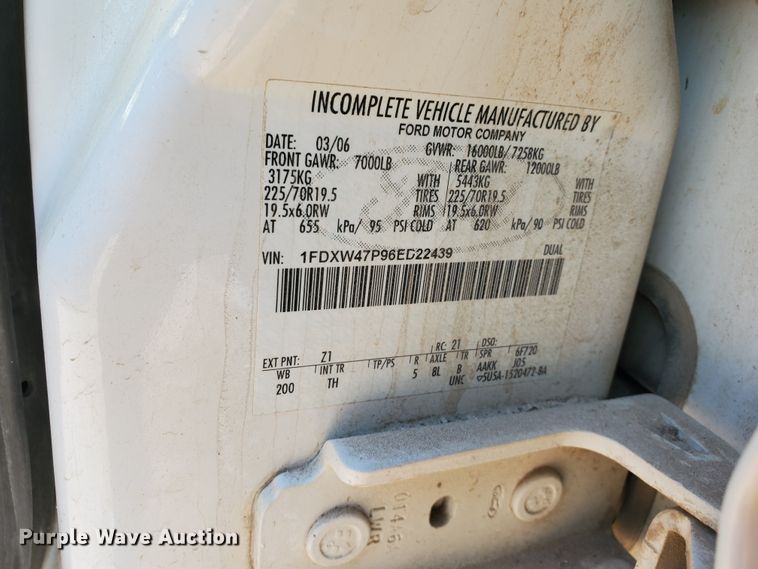 INCOMPLETE VEHICLE MANUFACTURED BY
FORD MOTOR COMPANY
DATE: 03/06 GVWR: 16000LB/ 7258KG
FRONT GAWR: 7000LB REAR GAWR: 12000LB
3175KG WITH 5443KG WITH
225/70R19.5 TIRES 225/70R19.5 TIRES
19.5x6.0RW RIMS 19.5x6.0RW RIMS
AT 655 kPa/ 95 PSI COLD AT 620 kPa/ 90 PSI COLD
VIN: 1FDXW47P96ED22439 DUAL
RC: 21 DSO:
EXT PNT: Z1 6F720
WB INT TR TP/PS R AXLE TR SPR J05
200 TH 5 8L B AAKK
UNC 5USA-1520472-BA
LWR
Purple Wave Auction